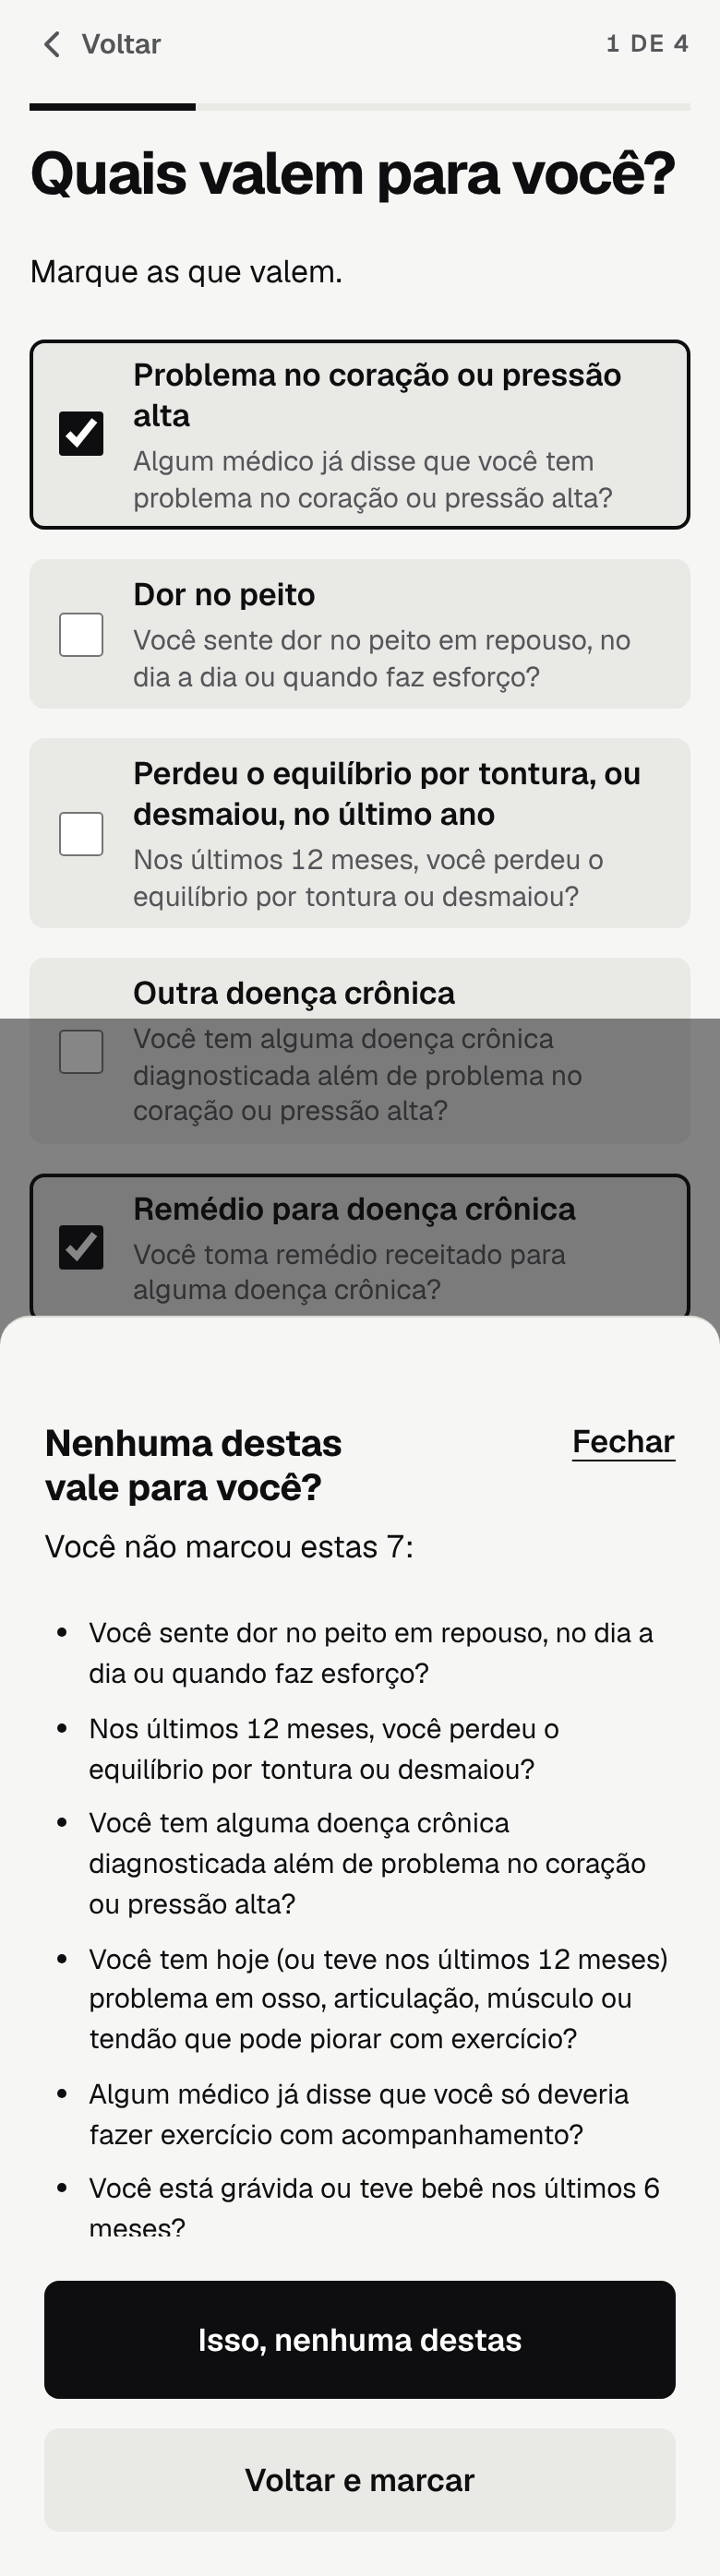 Voltar
1 DE 4
Quais valem para você?
Marque as que valem.
Problema no coração ou pressão
alta
Algum médico já disse que você tem
problema no coração ou pressão alta?
Dor no peito
Você sente dor no peito em repouso, no
dia a dia ou quando faz esforço?
Perdeu o equilíbrio por tontura, ou
desmaiou, no último ano
Nos últimos 12 meses, você perdeu o
equilíbrio por tontura ou desmaiou?
Outra doença crônica
Você tem alguma doença crônica
diagnosticada além de problema no
coração ou pressão alta?
Remédio para doença crônica
Você toma remédio receitado para
alguma doença crônica?
Nenhuma destas
vale para você?
Fechar
Você não marcou estas 7:
• Você sente dor no peito em repouso, no dia a
dia ou quando faz esforço?
• Nos últimos 12 meses, você perdeu o
equilíbrio por tontura ou desmaiou?
• Você tem alguma doença crônica
diagnosticada além de problema no coração
ou pressão alta?
• Você tem hoje (ou teve nos últimos 12 meses)
problema em osso, articulação, músculo ou
tendão que pode piorar com exercício?
• Algum médico já disse que você só deveria
fazer exercício com acompanhamento?
• Você está grávida ou teve bebê nos últimos 6
meses?
Isso, nenhuma destas
Voltar e marcar